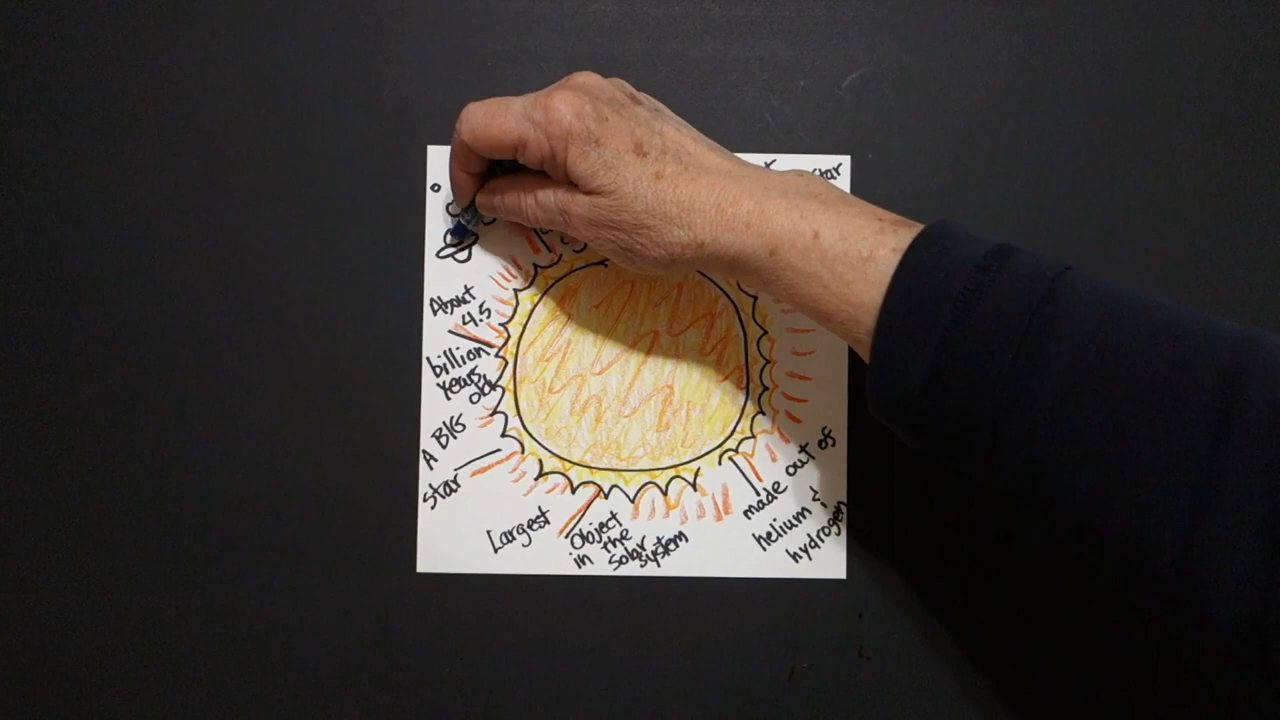 star
About
4.5
billion
years
old
A BIG
star
Largest
Object
in the
solar
system
made out of
helium &
hydrogen